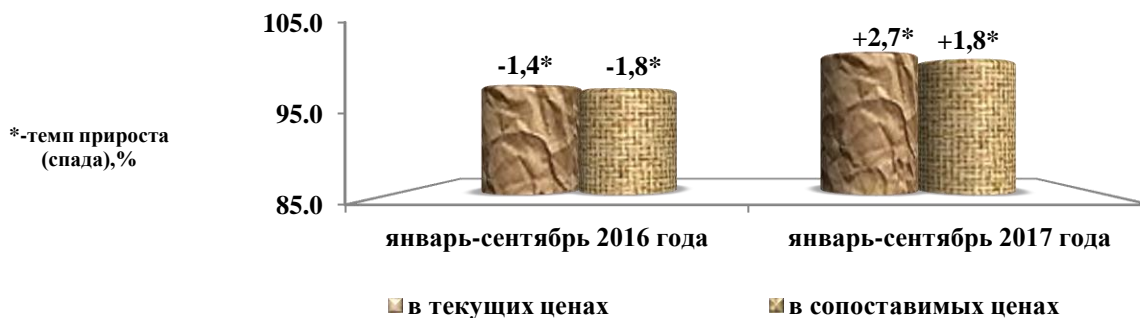 105.0
+2,7*
+1,8*
-1,4*
-1,8*
95.0
*-темп прироста
(спада),%
85.0
январь-сентябрь 2016 года
январь-сентябрь 2017 года
в текущих ценах
в сопоставимых ценах